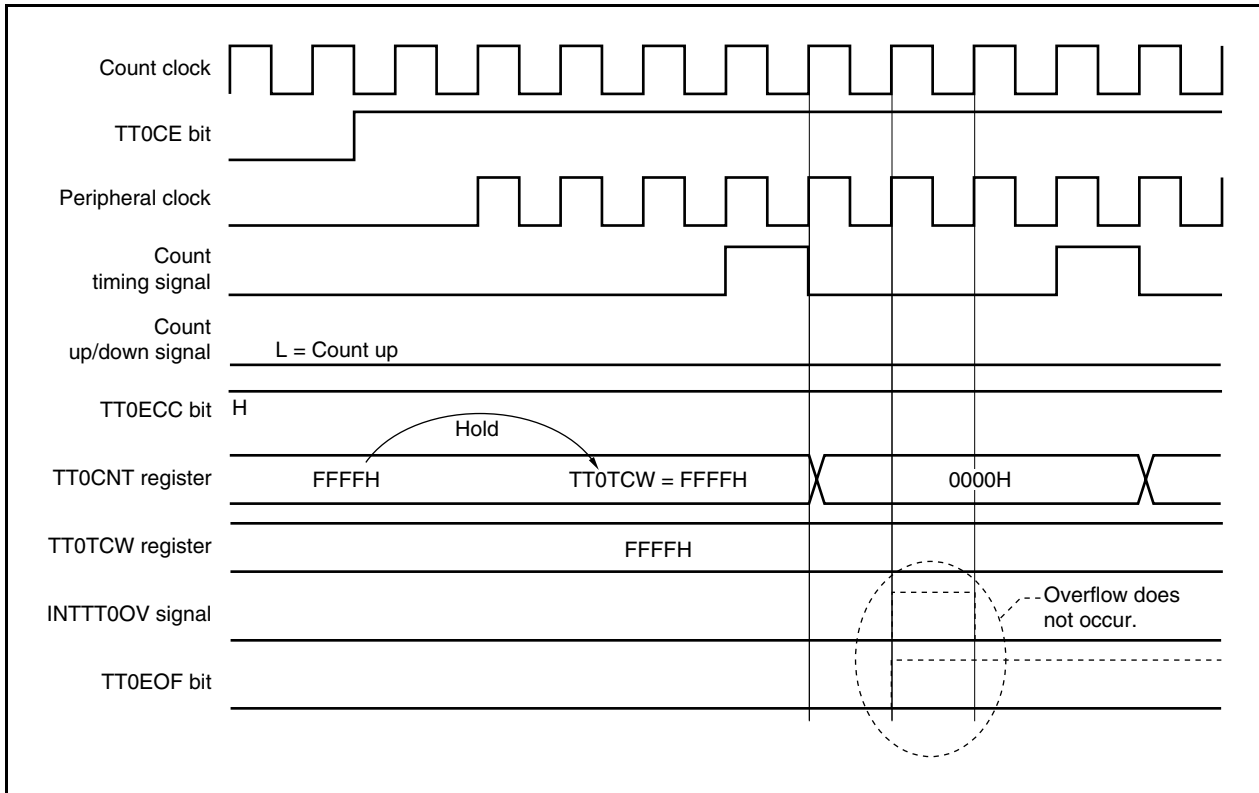 Count clock
TT0CE bit
Peripheral clock
Count
timing signal
Count
up/down signal
L = Count up
TT0ECC bit
H
Hold
TT0CNT register
FFFFH
TT0TCW = FFFFH
0000H
TT0TCW register
FFFFH
INTTT0OV signal
Overflow does
not occur.
TT0EOF bit